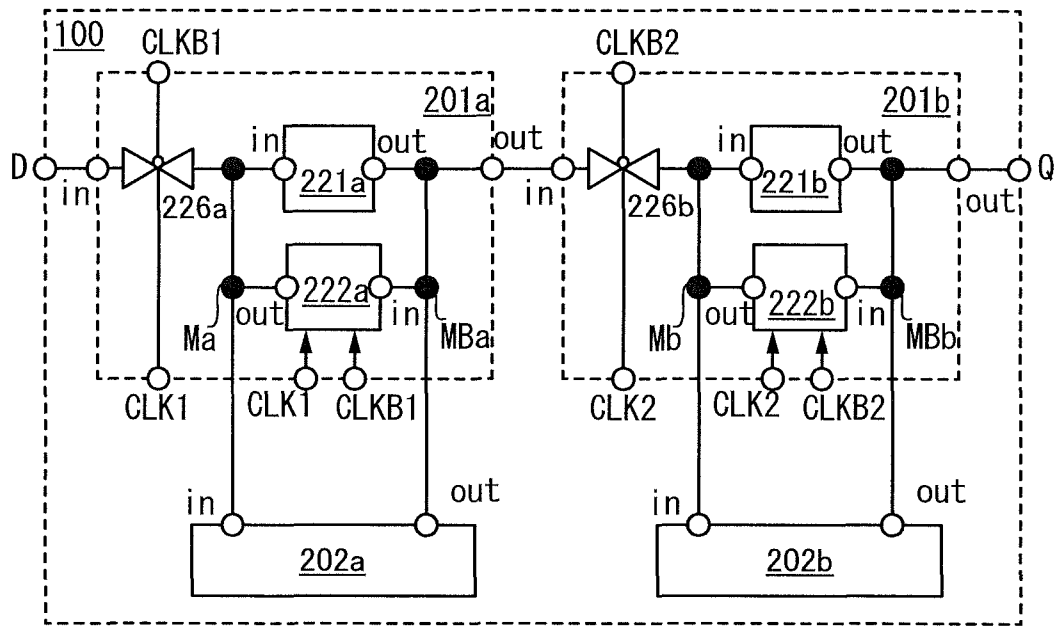 100
CLKB1
CLKB2
201a
201b
in
out
out
in
out
D
in
221a
in
221b
out
Q
226a
226b
222a
222b
Ma
out
in
MBa
Mb
out
in
MBb
CLK1
CLK1
CLKB1
CLK2
CLK2
CLKB2
in
out
in
out
202a
202b